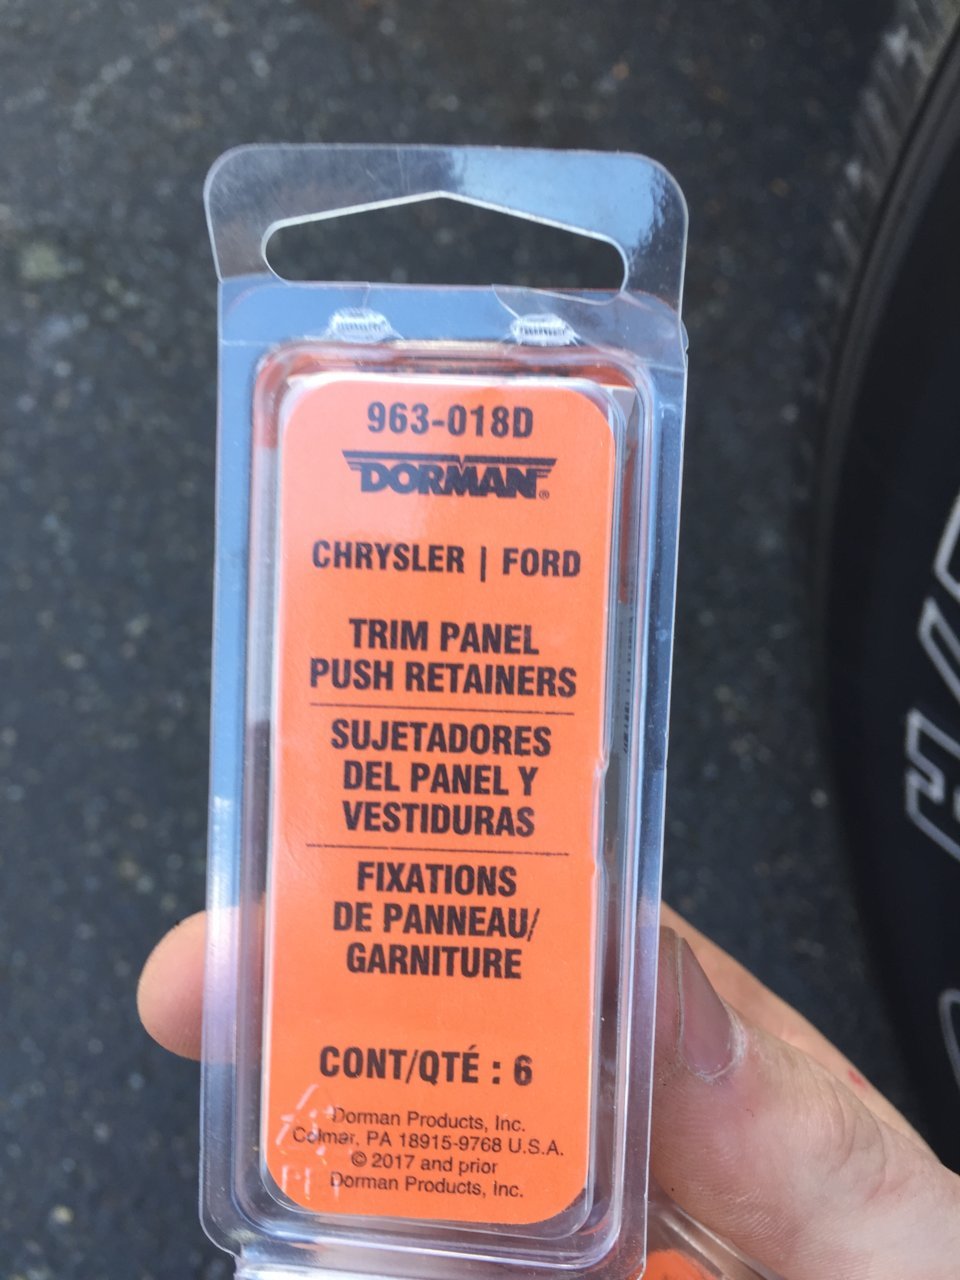 963-018D
DORMAN®
CHRYSLER | FORD
TRIM PANEL
PUSH RETAINERS
SUJETADORES
DEL PANEL Y
VESTIDURAS
FIXATIONS
DE PANNEAU/
GARNITURE
CONT/QTÉ : 6
Dorman Products, Inc.
Colmar, PA 18915-9768 U.S.A.
© 2017 and prior
Dorman Products, Inc.